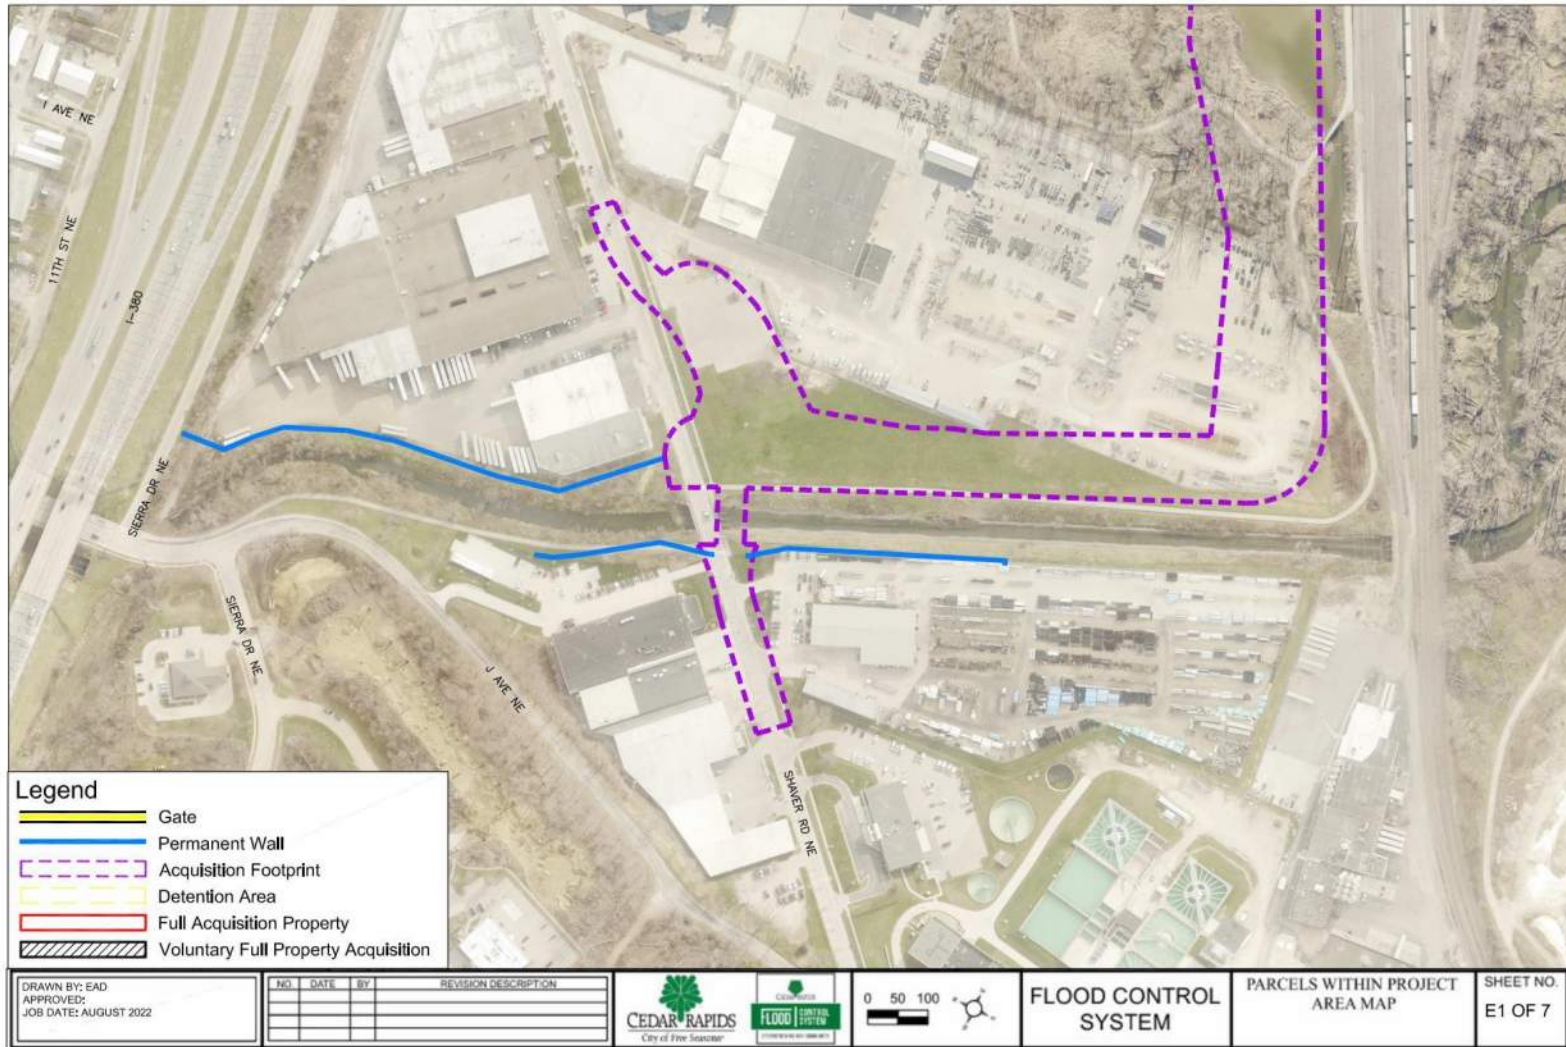 I AVE NE
11TH ST NE
I-380
SIERRA DR NE
SIERRA DR NE
J AVE NE
SHAVER RD NE
Legend
Gate
Permanent Wall
Acquisition Footprint
Detention Area
Full Acquisition Property
Voluntary Full Property Acquisition
DRAWN BY: EAD
APPROVED:
JOB DATE: AUGUST 2022
NO. DATE BY REVISION DESCRIPTION
CEDAR RAPIDS
City of Five Seasons
CEDAR RAPIDS
FLOOD CONTROL SYSTEM
0 50 100
FLOOD CONTROL
SYSTEM
PARCELS WITHIN PROJECT
AREA MAP
SHEET NO.
E1 OF 7